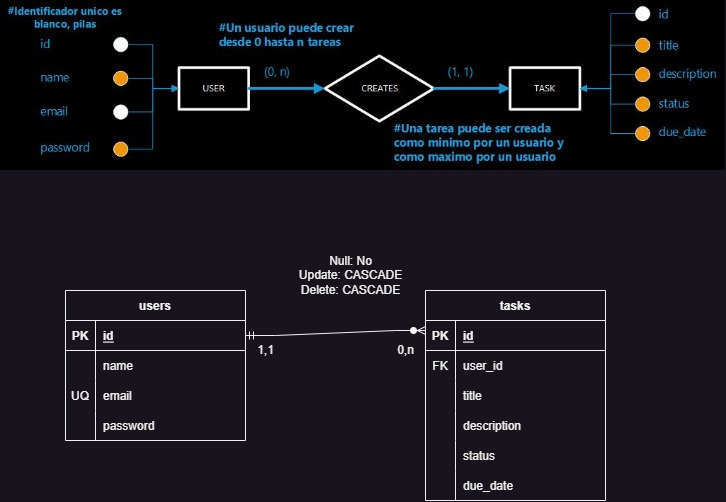 #Identificador unico es
blanco, pilas
id
name
email
password
USER
#Un usuario puede crear
desde 0 hasta n tareas
(0, n)
CREATES
(1, 1)
#Una tarea puede ser creada
como minimo por un usuario y
como maximo por un usuario
TASK
id
title
description
status
due_date
Null: No
Update: CASCADE
Delete: CASCADE
users
PK id
name
UQ email
password
1,1
0,n
tasks
PK id
FK user_id
title
description
status
due_date